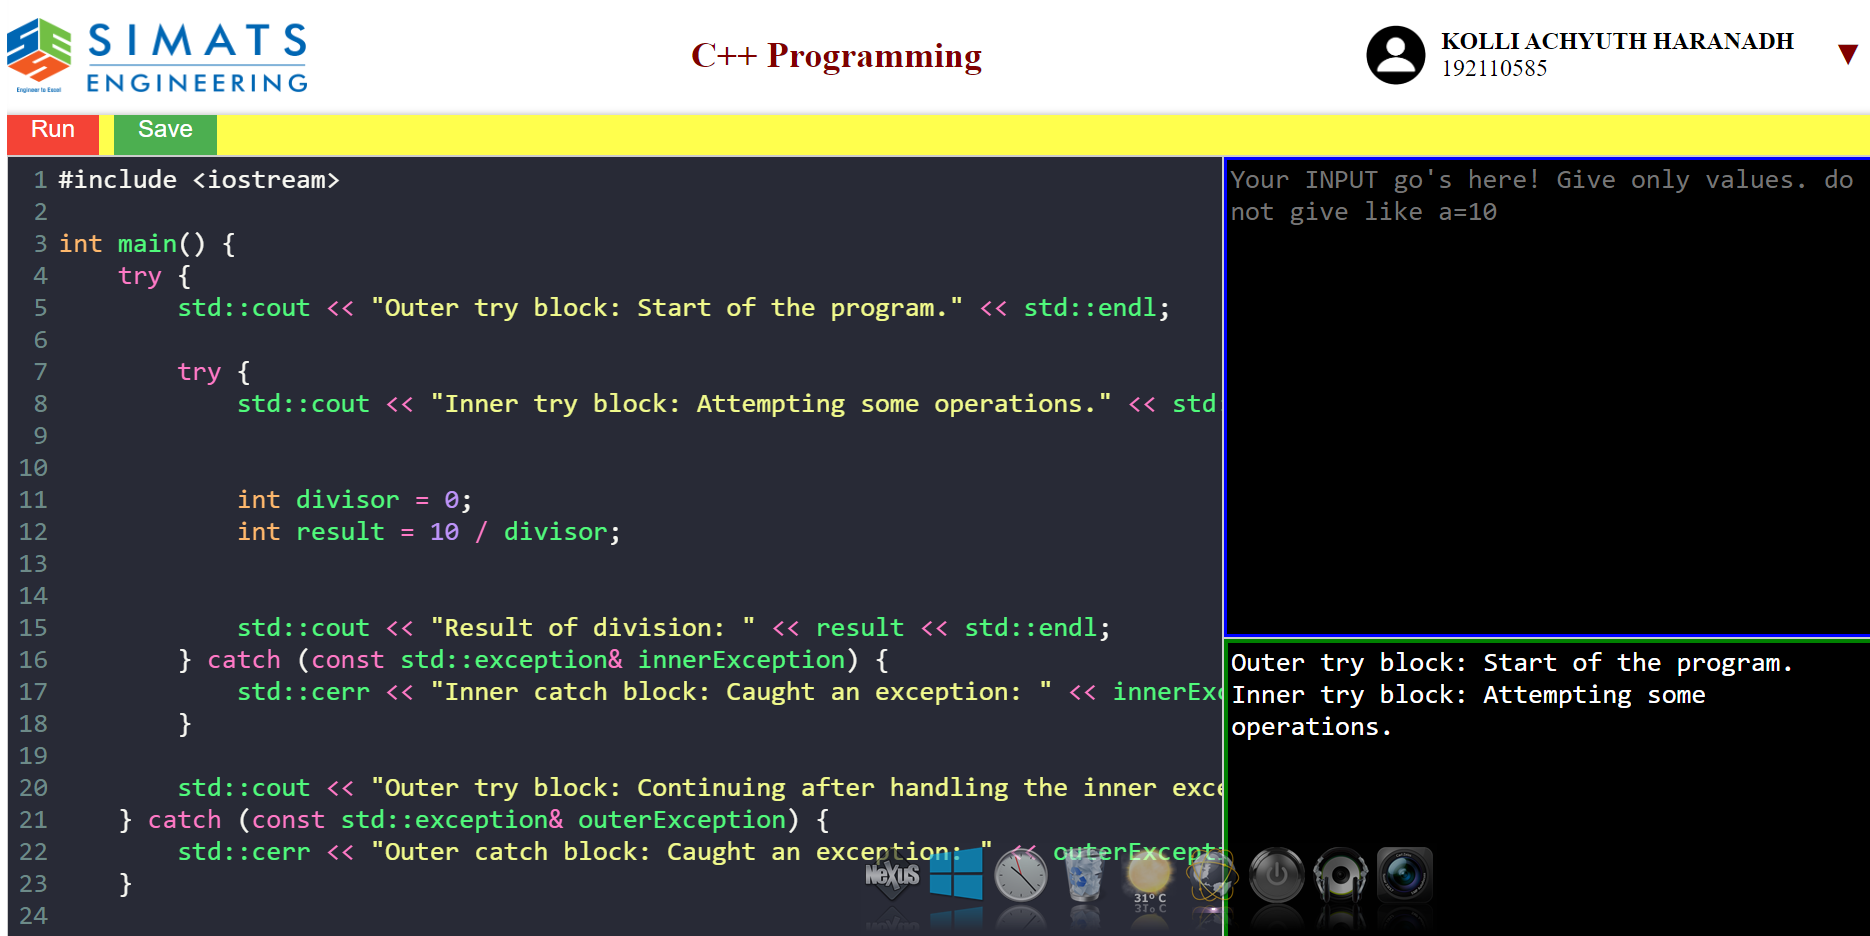 SIMATS
ENGINEERING
Engineer to Excel
C++ Programming
KOLLI ACHYUTH HARANADH
192110585
Run
Save
1 #include <iostream>
2
3 int main() {
4     try {
5         std::cout << "Outer try block: Start of the program." << std::endl;
6
7         try {
8             std::cout << "Inner try block: Attempting some operations." << std:
9
10
11             int divisor = 0;
12             int result = 10 / divisor;
13
14
15             std::cout << "Result of division: " << result << std::endl;
16         } catch (const std::exception& innerException) {
17             std::cerr << "Inner catch block: Caught an exception: " << innerExc
18         }
19
20         std::cout << "Outer try block: Continuing after handling the inner exce
21     } catch (const std::exception& outerException) {
22         std::cerr << "Outer catch block: Caught an exception: " << outerExcept
23     }
24
Your INPUT go's here! Give only values. do
not give like a=10
Outer try block: Start of the program.
Inner try block: Attempting some
operations.
NeXuS
31° C